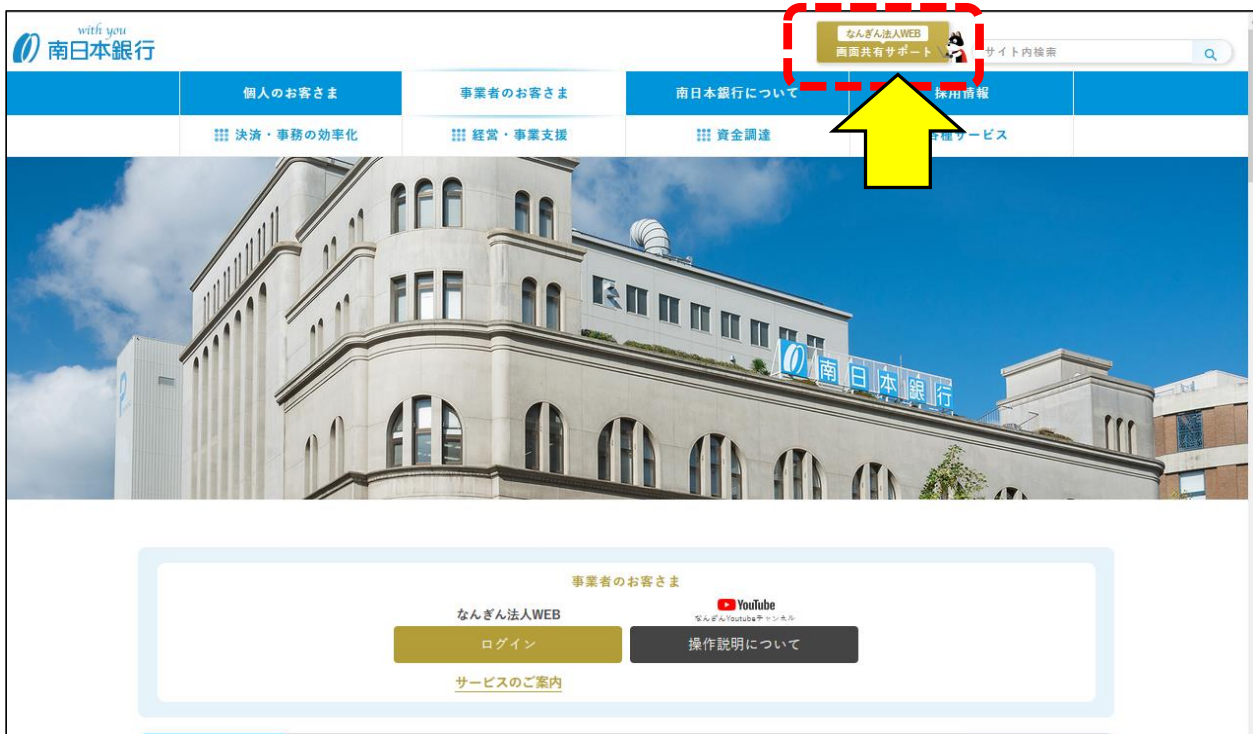 with you
南日本銀行
なんぎん法人WEB
画面共有サポート
サイト内検索
個人のお客さま
事業者のお客さま
南日本銀行について
採用情報
決済・事務の効率化
経営・事業支援
資金調達
種サービス
P
南日本銀行
事業者のお客さま
なんぎん法人WEB
YouTube
なんぎんYoutubeチャンネル
ログイン
操作説明について
サービスのご案内